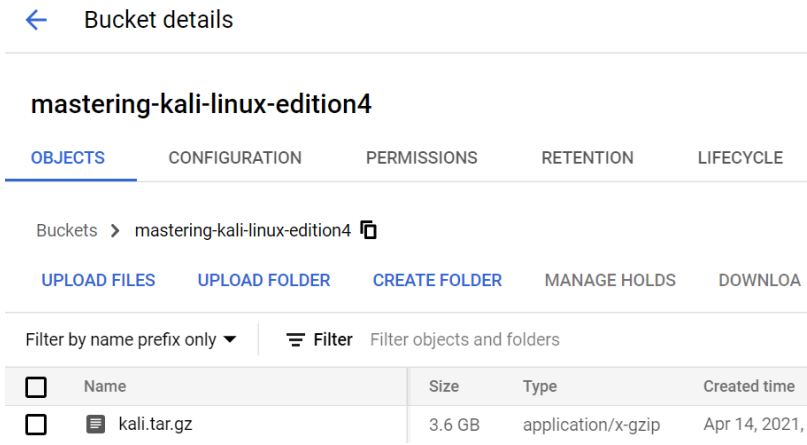 Bucket details
mastering-kali-linux-edition4
OBJECTS CONFIGURATION PERMISSIONS RETENTION LIFECYCLE
Buckets > mastering-kali-linux-edition4
UPLOAD FILES UPLOAD FOLDER CREATE FOLDER MANAGE HOLDS DOWNLOA
Filter by name prefix only Filter Filter objects and folders
Name Size Type Created time
kali.tar.gz 3.6 GB application/x-gzip Apr 14, 2021,